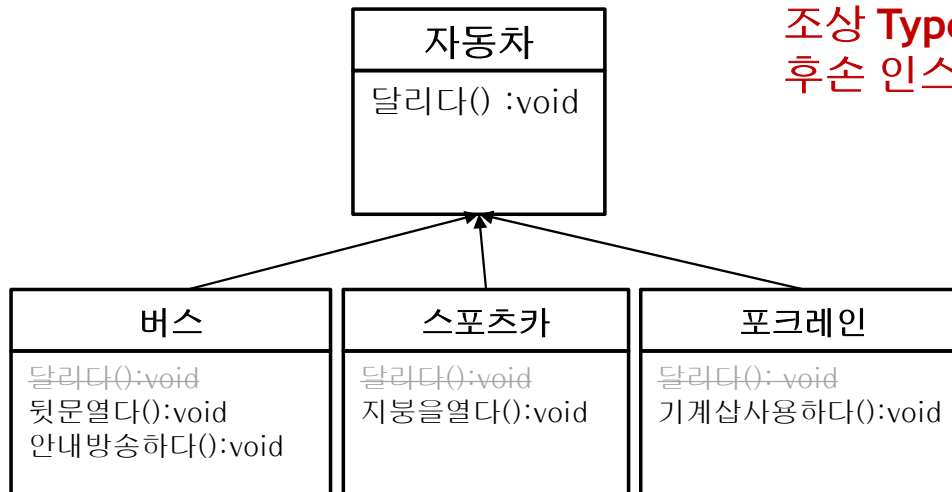 자동차
조상 Type
후손 인스
달리다() :void
버스
달리다():void
뒷문열다():void
안내방송하다():void
스포츠카
달리다():void
지붕을열다():void
포크레인
달리다(): void
기계삽사용하다():void